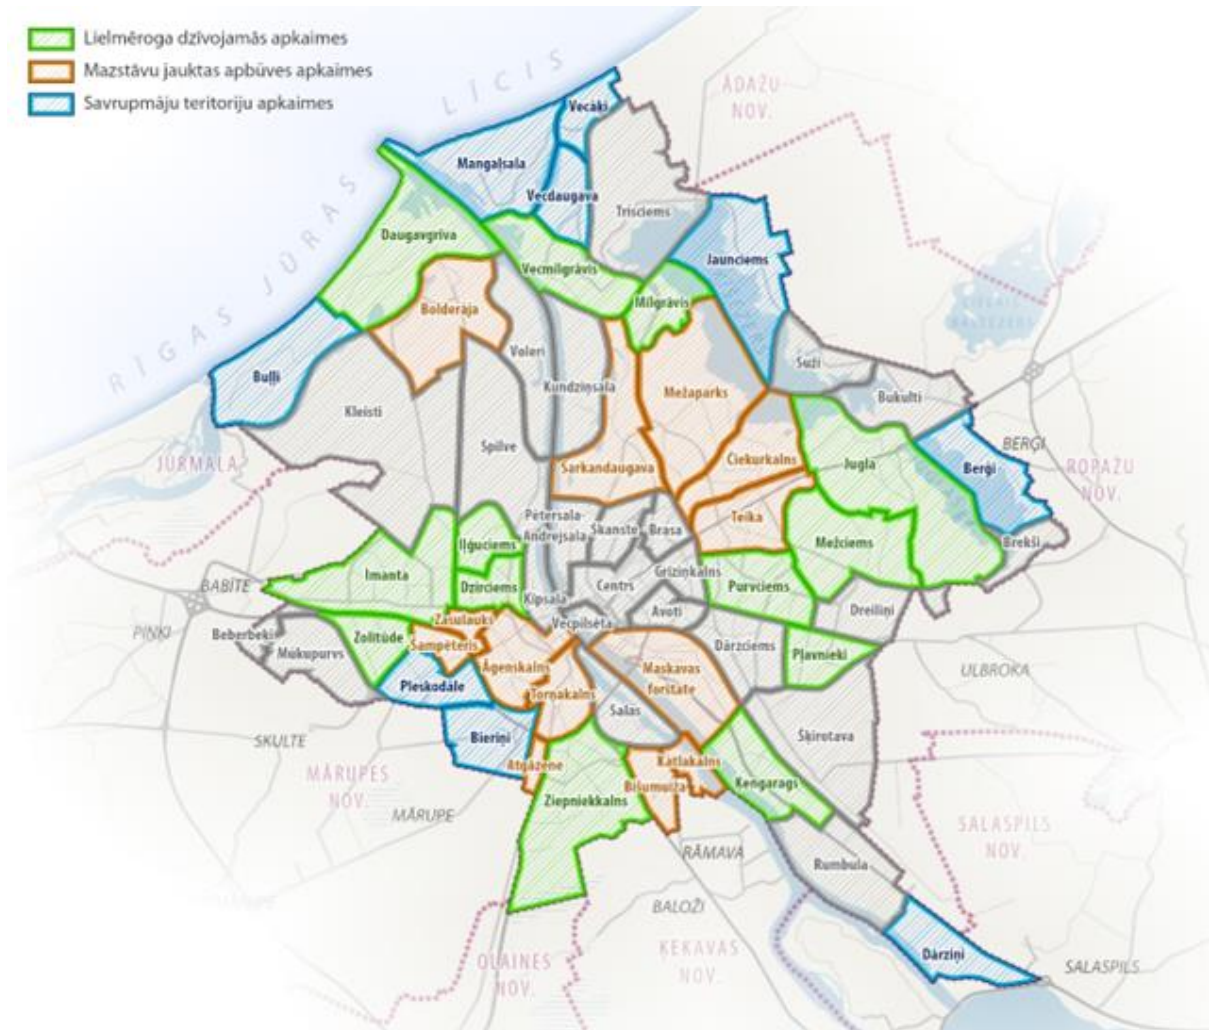 Lielmēroga dzīvojamās apkaimes
Mazstāvu jauktas apbūves apkaimes
Savrupmāju teritoriju apkaimes
RĪGAS JŪRAS LĪCIS
ĀDAŽU
NOV.
Vecāķi
Mangaļsala
Vecdaugava
Trisciems
Daugavgrīva
Vecmīlgrāvis
Jaunciems
Mīlgrāvis
Bolderāja
Voleri
Kundziņsala
Mežaparks
Suži
Bukulti
Buļļi
Kleisti
Spilve
Sarkandaugava
Čiekurkalns
Jugla
Berģi
BERĢI
ROPAŽU
NOV.
JŪRMALA
Teika
Pētersala-
Andrejsala
Skanste
Brasa
Mežciems
Brekši
Iļģuciems
Imanta
Dzirciems
Ķīpsala
Centrs
Grīziņkalns
Purvciems
BABĪTE
Avoti
Dreiliņi
PIŅĶI
Beberbeķi
Mūkupurvs
Zolitūde
Zasulauks
Šampēteris
Vecpilsēta
Dārzciems
Pļavnieki
Āgenskalns
Maskavas
forštate
ULBROKA
Pleskodāle
Torņakalns
Salas
SKULTE
Bieriņi
Šķirotava
Atgāzene
Katlakalns
MĀRUPES
NOV.
Ziepniekkalns
Bišumuiža
Ķengarags
MĀRUPE
SALASPILS
NOV.
RĀMAVA
Rumbula
BALOŽI
ĶEKAVAS
NOV.
OLAINES
NOV.
Dārziņi
SALASPILS